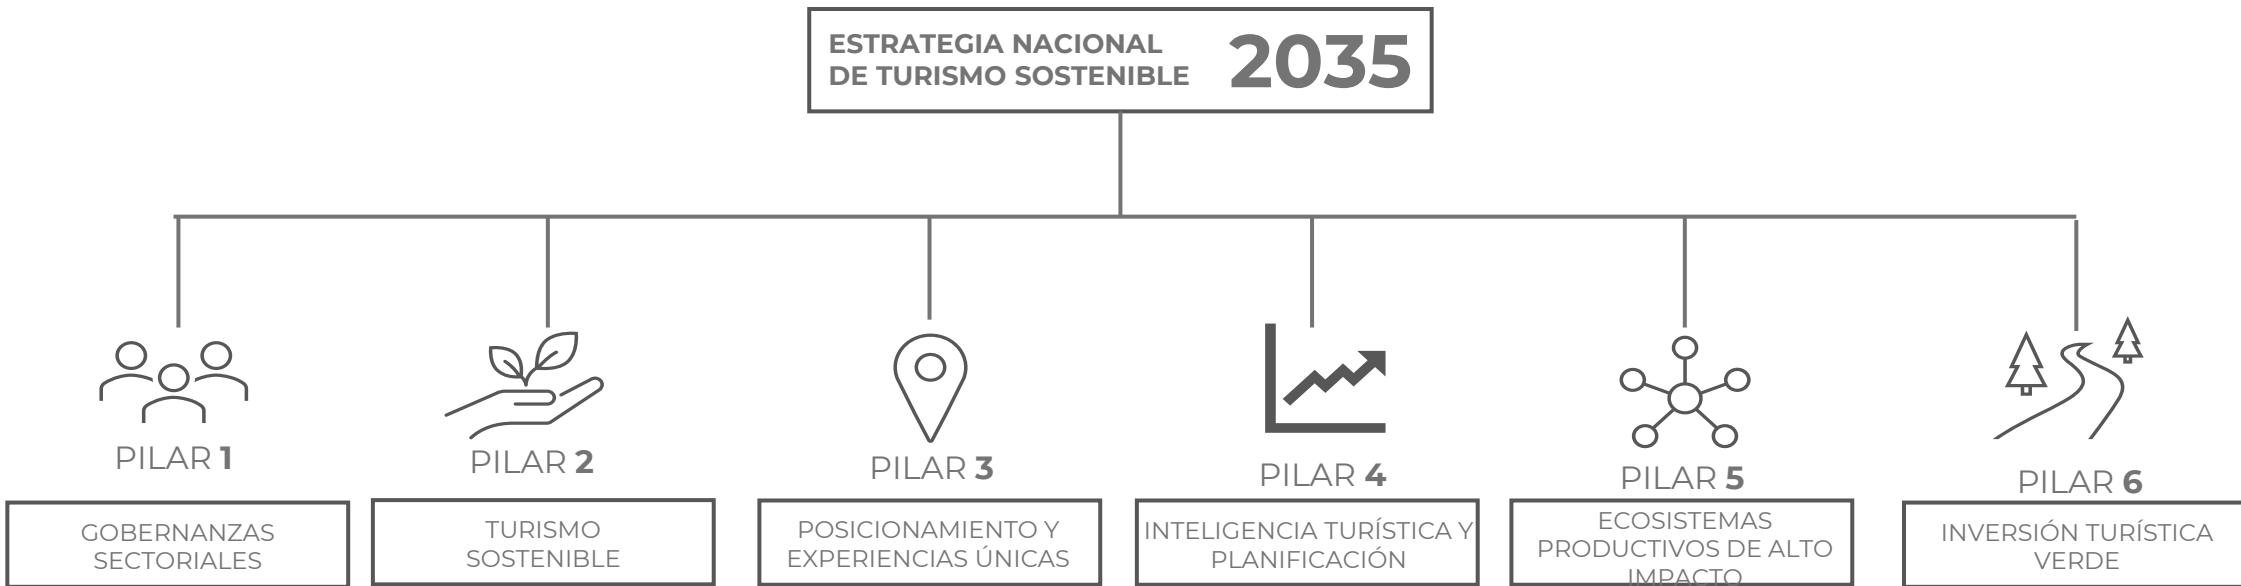 ESTRATEGIA NACIONAL
DE TURISMO SOSTENIBLE
2035
PILAR 1
GOBERNANZAS
SECTORIALES
PILAR 2
TURISMO
SOSTENIBLE
PILAR 3
POSICIONAMIENTO Y
EXPERIENCIAS ÚNICAS
PILAR 4
INTELIGENCIA TURÍSTICA Y
PLANIFICACIÓN
PILAR 5
ECOSISTEMAS
PRODUCTIVOS DE ALTO
IMPACTO
PILAR 6
INVERSIÓN TURÍSTICA
VERDE